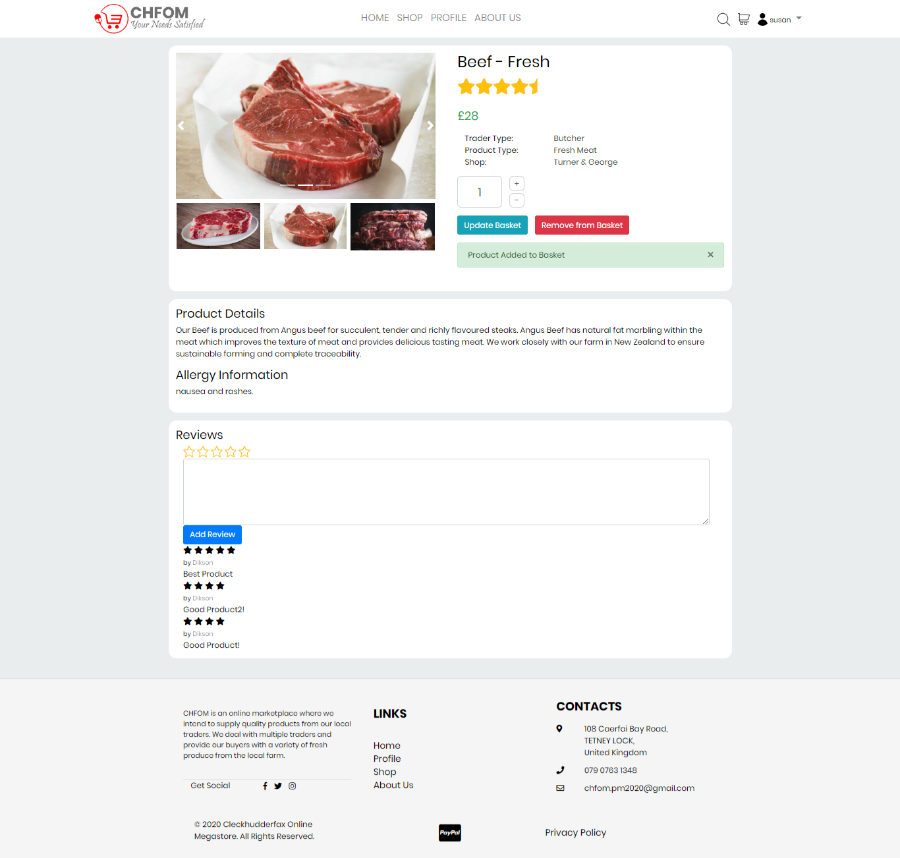 CHFOM
Your Needs Satisfied
HOME SHOP PROFILE ABOUT US
susan
Beef - Fresh
£28
Trader Type: Butcher
Product Type: Fresh Meat
Shop: Turner & George
1
+
-
Update Basket Remove from Basket
Product Added to Basket ×
Product Details
Our Beef is produced from Angus beef for succulent, tender and richly flavoured steaks. Angus Beef has natural fat marbling within the
meat which improves the texture of meat and provides delicious tasting meat. We work closely with our farm in New Zealand to ensure
sustainable farming and complete traceability.
Allergy Information
nausea and rashes.
Reviews
Add Review
by Dikson
Best Product
by Dikson
Good Product2!
by Dikson
Good Product!
CHFOM is an online marketplace where we
intend to supply quality products from our local
traders. We deal with multiple traders and
provide our buyers with a variety of fresh
produce from the local farm.
Get Social
LINKS
Home
Profile
Shop
About Us
CONTACTS
108 Caerfai Bay Road,
TETNEY LOCK,
United Kingdom
079 0763 1348
chfom.pm2020@gmail.com
© 2020 Cleckhudderfax Online
Megastore. All Rights Reserved.
PayPal
Privacy Policy